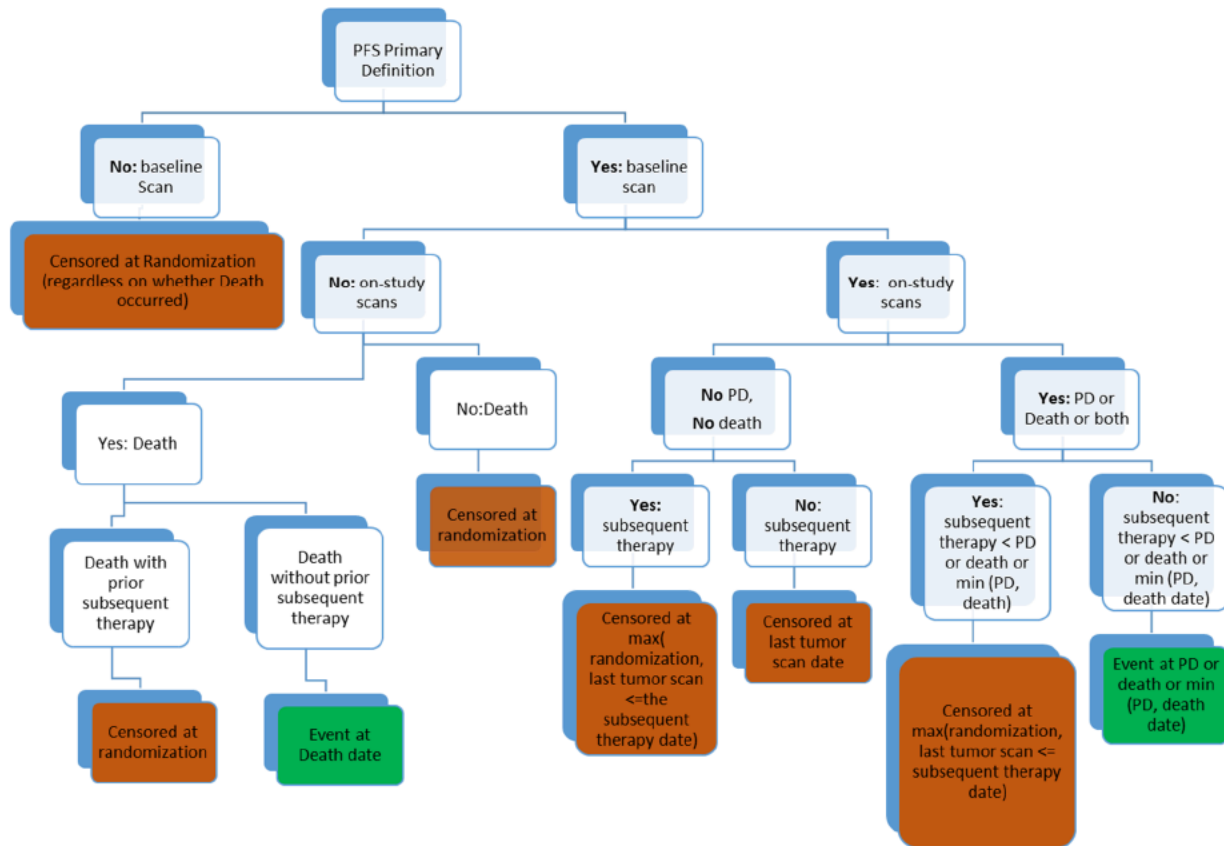 PFS Primary
Definition
No: baseline
Scan
Yes: baseline
scan
Censored at Randomization
(regardless on whether Death
occurred)
No: on-study
scans
Yes: on-study
scans
Yes: Death
No:Death
No PD,
No death
Yes: PD or
Death or both
Death with
prior
subsequent
therapy
Death
without prior
subsequent
therapy
Censored at
randomization
Yes:
subsequent
therapy
No:
subsequent
therapy
Yes:
subsequent
therapy < PD
or death or
min (PD,
death)
No:
subsequent
therapy < PD
or death or
min (PD,
death date)
Censored at
randomization
Event at
Death date
Censored at
max(
randomization,
last tumor scan
<=the
subsequent
therapy date)
Censored at
last tumor
scan date
Censored at
max(randomization,
last tumor scan <=
subsequent therapy
date)
Event at PD or
death or min
(PD, death
date)